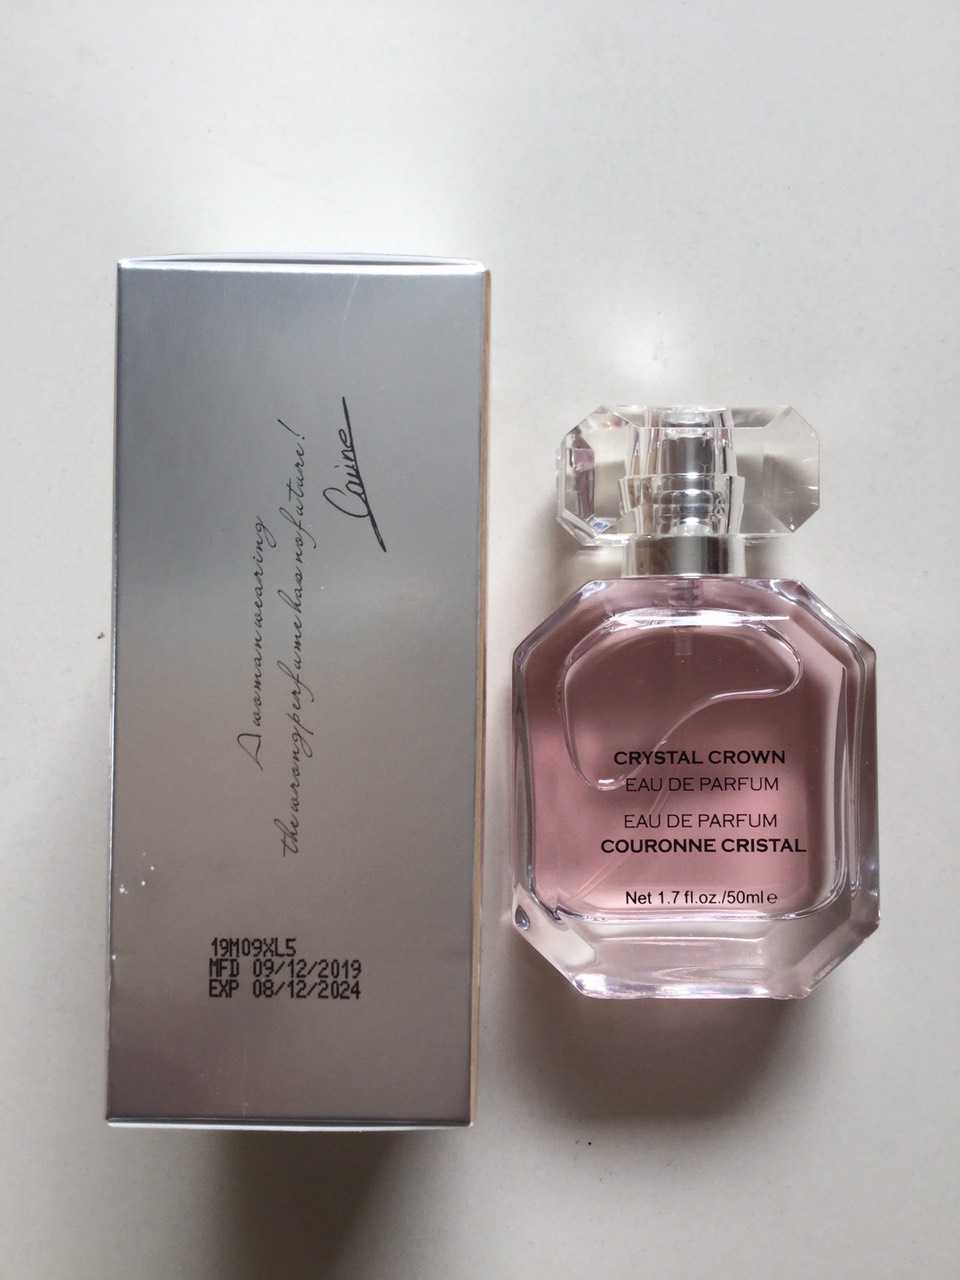 A woman wearing
the wrong perfume has no future!
19M09XL5
MFD 09/12/2019
EXP 08/12/2024
CRYSTAL CROWN
EAU DE PARFUM
EAU DE PARFUM
COURONNE CRISTAL
Net 1.7 fl.oz./50ml e